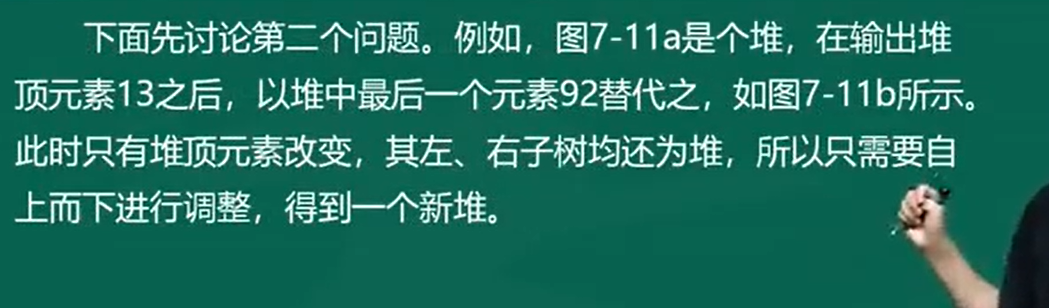 下面先讨论第二个问题。例如，图7-11a是个堆，在输出堆
顶元素13之后，以堆中最后一个元素92替代之，如图7-11b所示。
此时只有堆顶元素改变，其左、右子树均还为堆，所以只需要自
上而下进行调整，得到一个新堆。